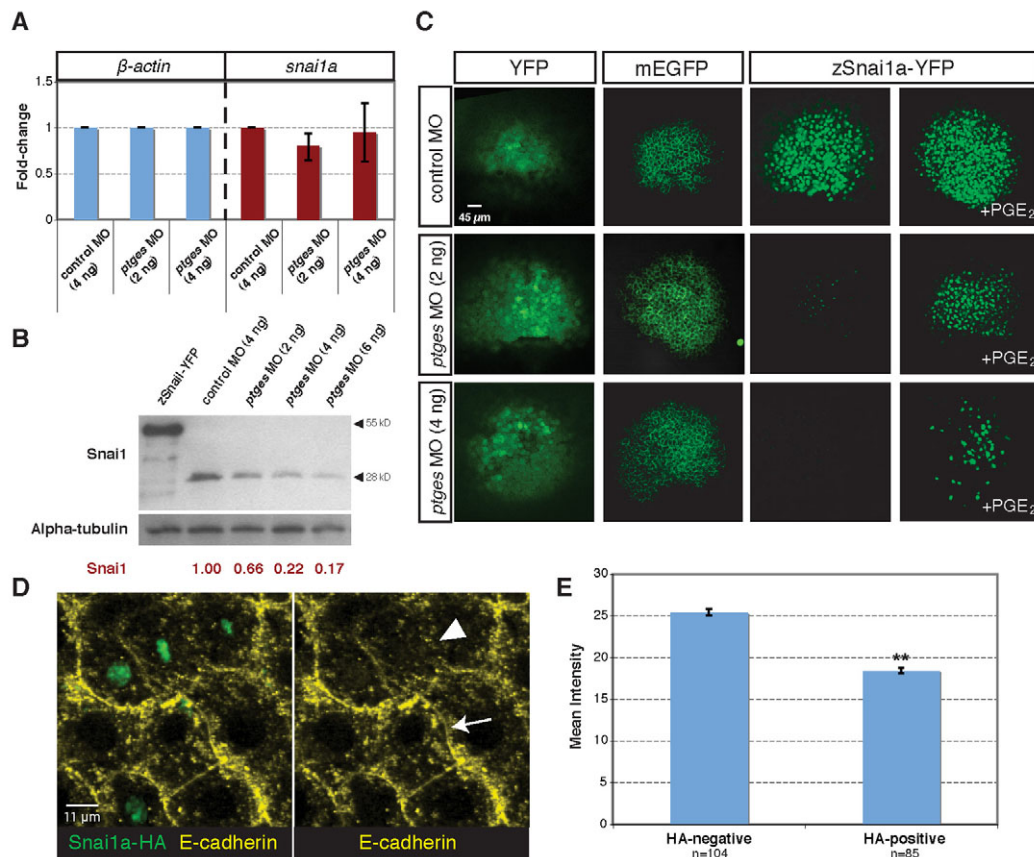 A
β-actin
snai1a
Fold-change
1.5
1
0.5
0
control MO (4 ng)
ptges MO (2 ng)
ptges MO (4 ng)
control MO (4 ng)
ptges MO (2 ng)
ptges MO (4 ng)
B
zSnail-YFP
control MO (4 ng)
ptges MO (2 ng)
ptges MO (4 ng)
ptges MO (6 ng)
Snai1
55 kD
28 kD
Alpha-tubulin
Snai1 1.00 0.66 0.22 0.17
C
YFP
mEGFP
zSnai1a-YFP
control MO
45 µm
+PGE2
ptges MO (2 ng)
+PGE2
ptges MO (4 ng)
+PGE2
D
11 µm
Snai1a-HA E-cadherin
E-cadherin
E
Mean Intensity
30
25
20
15
10
5
0
**
HA-negative
n=104
HA-positive
n=85